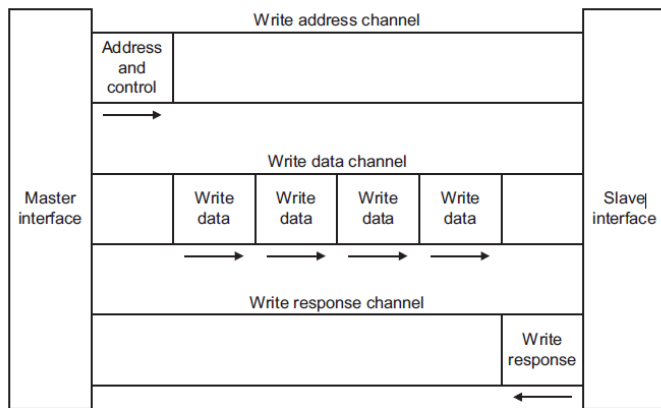 Write address channel
Address
and
control
Write data channel
Master
interface
Write
data
Write
data
Write
data
Write
data
Slave
interface
Write response channel
Write
response